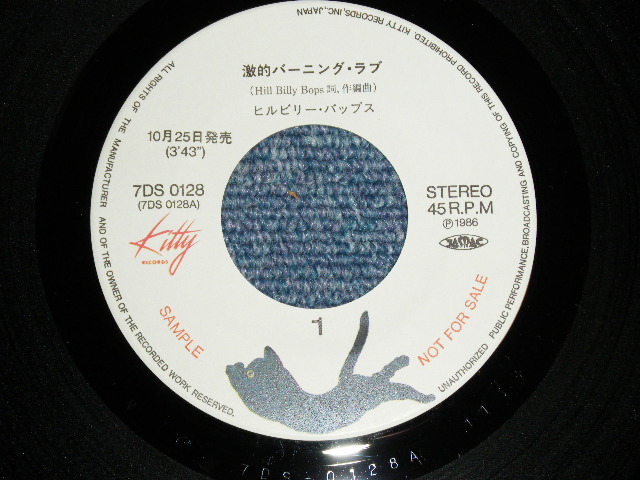 激的バーニング・ラブ
(Hill Billy Bops 詞、作編曲)
ヒルビリー・バップス
10月25日発売
(3'43")
7DS 0128
(7DS 0128A)
Kitty
RECORDS
STEREO
45 R.P.M
Ⓟ1986
JASRAC
SAMPLE
1
NOT FOR SALE
ALL RIGHTS OF THE MANUFACTURER AND OF THE OWNER OF THE RECORDED WORK RESERVED.
UNAUTHORIZED PUBLIC PERFORMANCE, BROADCASTING AND COPYING OF THIS RECORD PROHIBITED. KITTY RECORDS, INC., JAPAN
7DS-0128A